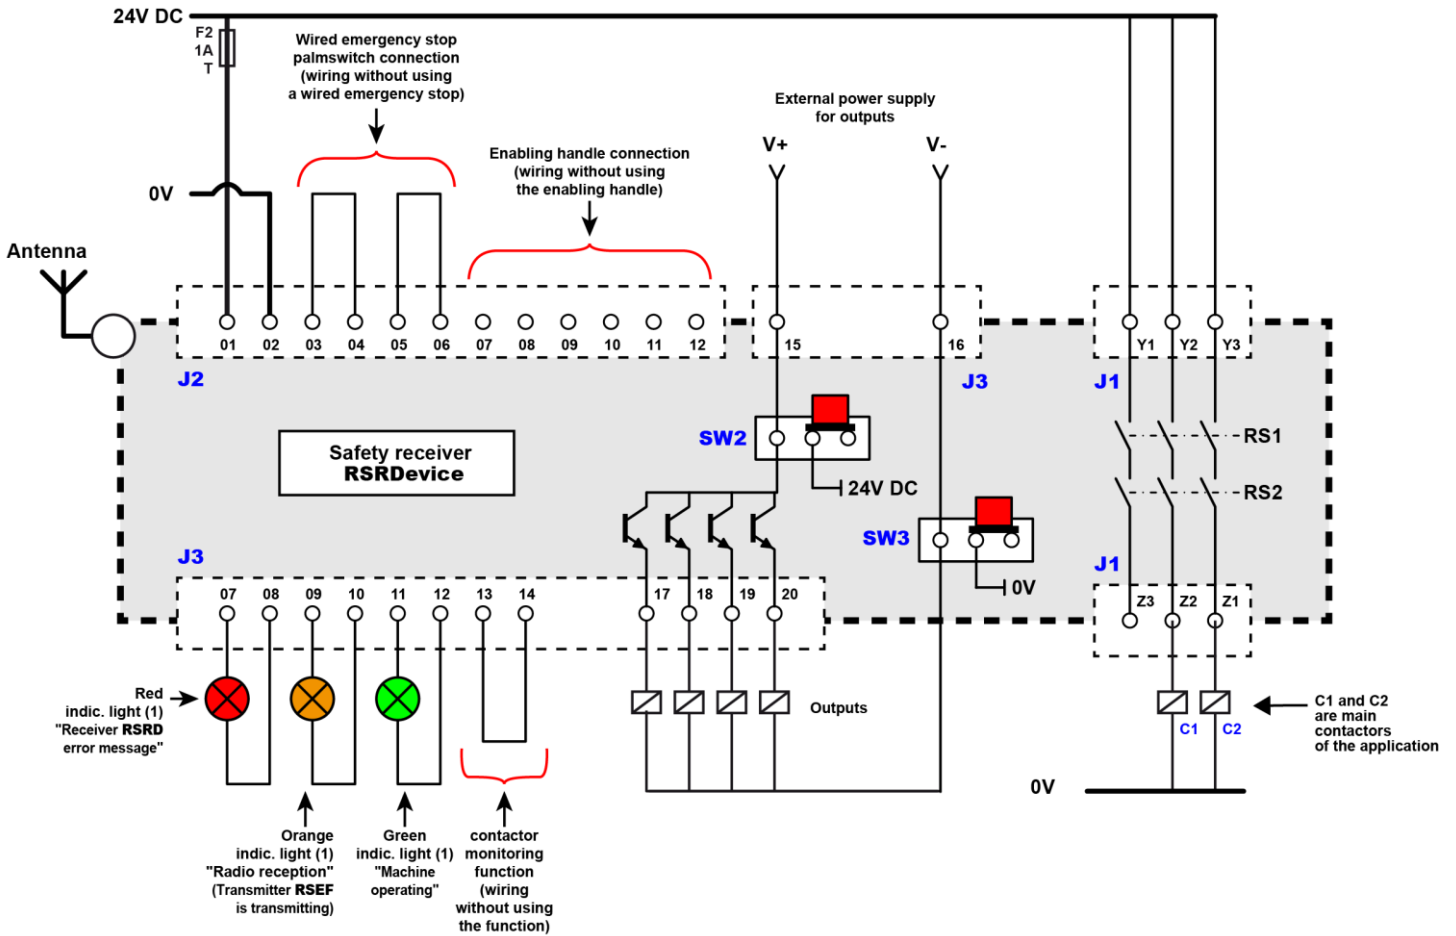 24V DC
F2
1A
T
Wired emergency stop
palmswitch connection
(wiring without using
a wired emergency stop)
External power supply
for outputs
V+
V-
Enabling handle connection
(wiring without using
the enabling handle)
0V
Antenna
01 02 03 04 05 06 07 08 09 10 11 12
15
16
Y1 Y2 Y3
J2
J3
J1
SW2
24V DC
RS1
RS2
Safety receiver
RSRDevice
SW3
0V
J3
J1
07 08 09 10 11 12 13 14
17 18 19 20
Z3 Z2 Z1
Red
indic. light (1)
"Receiver RSRD
error message"
Outputs
C1 C2
C1 and C2
are main
contactors
of the application
0V
Orange
indic. light (1)
"Radio reception"
(Transmitter RSEF
is transmitting)
Green
indic. light (1)
"Machine
operating"
contactor
monitoring
function
(wiring
without using
the function)